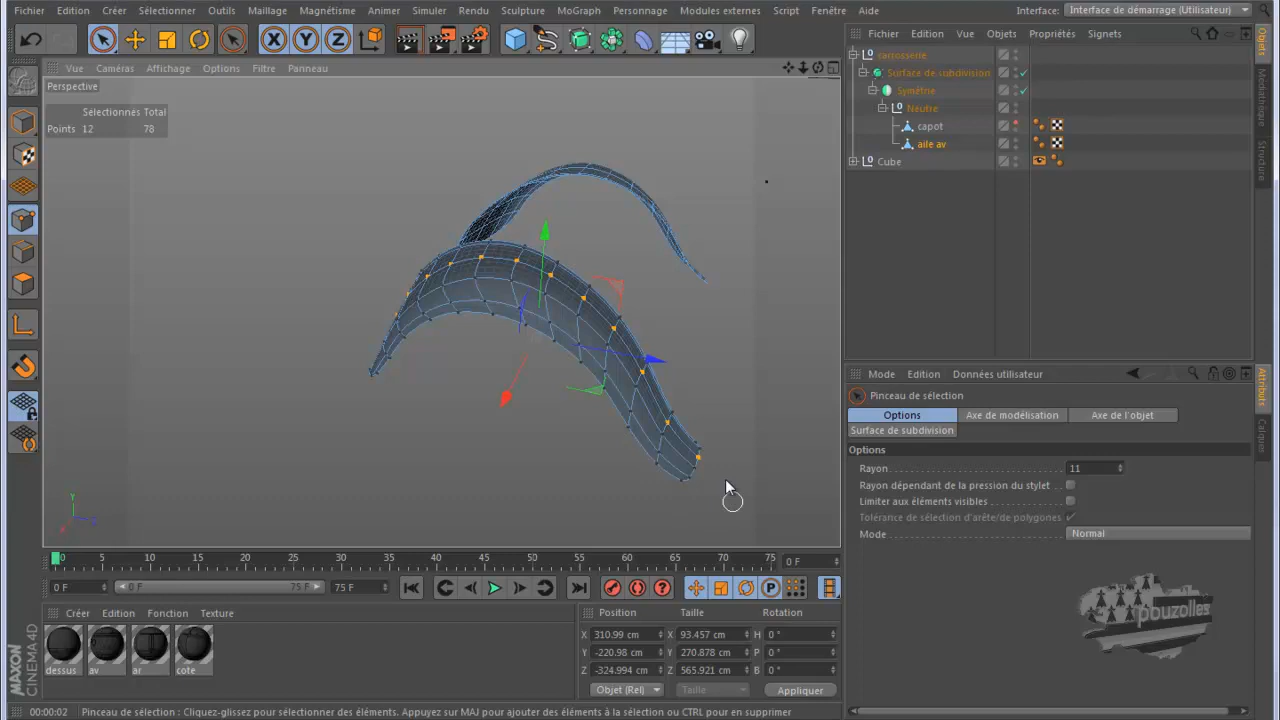 Fichier Edition Créer Sélectionner Outils Maillage Magnétisme Animer Simuler Rendu Sculpture MoGraph Personnage Modules externes Script Fenêtre Aide Interface: Interface de démarrage (Utilisateur)
X Y Z
Fichier Edition Vue Objets Propriétés Signets
Vue Caméras Affichage Options Filtre Panneau
Perspective
Sélectionnés Total
Points 12 78
carrosserie
Surface de subdivision
Symétrie
Neutre
capot
aile av
Cube
Objets
Médiathèque
Structure
Mode Edition Données utilisateur
Pinceau de sélection
Options Axe de modélisation Axe de l'objet
Surface de subdivision
Options
Rayon 11
Rayon dépendant de la pression du stylet
Limiter aux éléments visibles
Tolérance de sélection d'arête/de polygones
Mode Normal
Attributs
Calques
Y
X
0 5 10 15 20 25 30 35 40 45 50 55 60 65 70 75 0 F
0 F 0 F 75 F 75 F P
Créer Edition Fonction Texture
dessus av ar cote
Position Taille Rotation
X 310.99 cm X 93.457 cm H 0 °
Y -220.98 cm Y 270.878 cm P 0 °
Z -324.994 cm Z 565.921 cm B 0 °
Objet (Rel) Taille Appliquer
pouzolles
MAXON
CINEMA 4D
00:00:02 Pinceau de sélection : Cliquez-glissez pour sélectionner des éléments. Appuyez sur MAJ pour ajouter des éléments à la sélection ou CTRL pour en supprimer